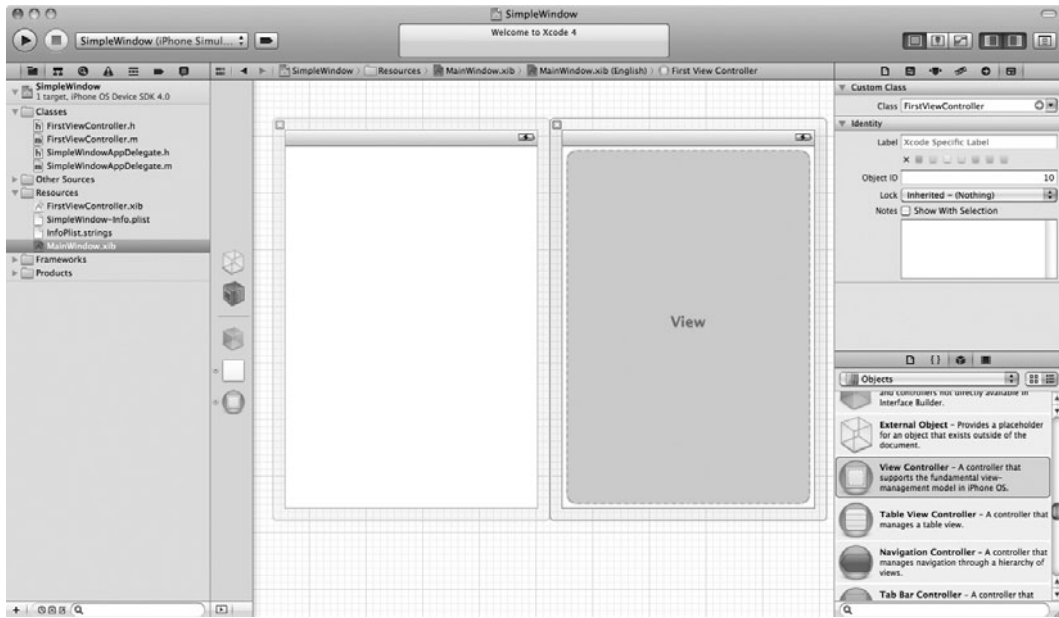 SimpleWindow
SimpleWindow (iPhone Simul...
Welcome to Xcode 4
SimpleWindow
Resources
MainWindow.xib
MainWindow.xib (English)
First View Controller
SimpleWindow
1 target, iPhone OS Device SDK 4.0
Classes
h FirstViewController.h
m FirstViewController.m
h SimpleWindowAppDelegate.h
m SimpleWindowAppDelegate.m
Other Sources
Resources
FirstViewController.xib
SimpleWindow-Info.plist
InfoPlist.strings
MainWindow.xib
Frameworks
Products
View
Custom Class
Class FirstViewController
Identity
Label Xcode Specific Label
Object ID 10
Lock Inherited - (Nothing)
Notes Show With Selection
{}
Objects
and controllers not directly available in
Interface Builder.
External Object - Provides a placeholder
for an object that exists outside of the
document.
View Controller - A controller that
supports the fundamental view-
management model in iPhone OS.
Table View Controller - A controller that
manages a table view.
Navigation Controller - A controller that
manages navigation through a hierarchy of
views.
Tab Bar Controller - A controller that